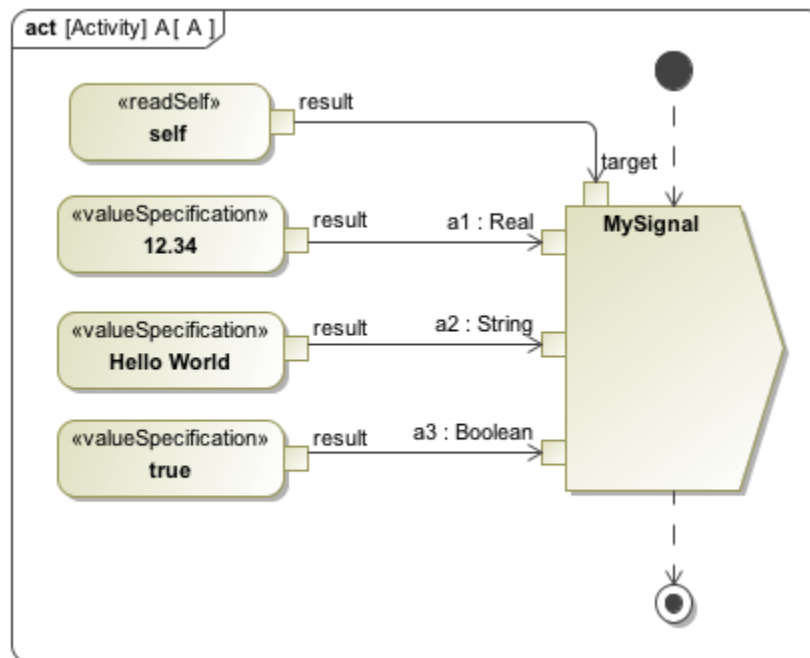 act [Activity] A [ A ]
«readSelf»
self
result
target
«valueSpecification»
12.34
result
a1 : Real
MySignal
«valueSpecification»
Hello World
result
a2 : String
«valueSpecification»
true
result
a3 : Boolean